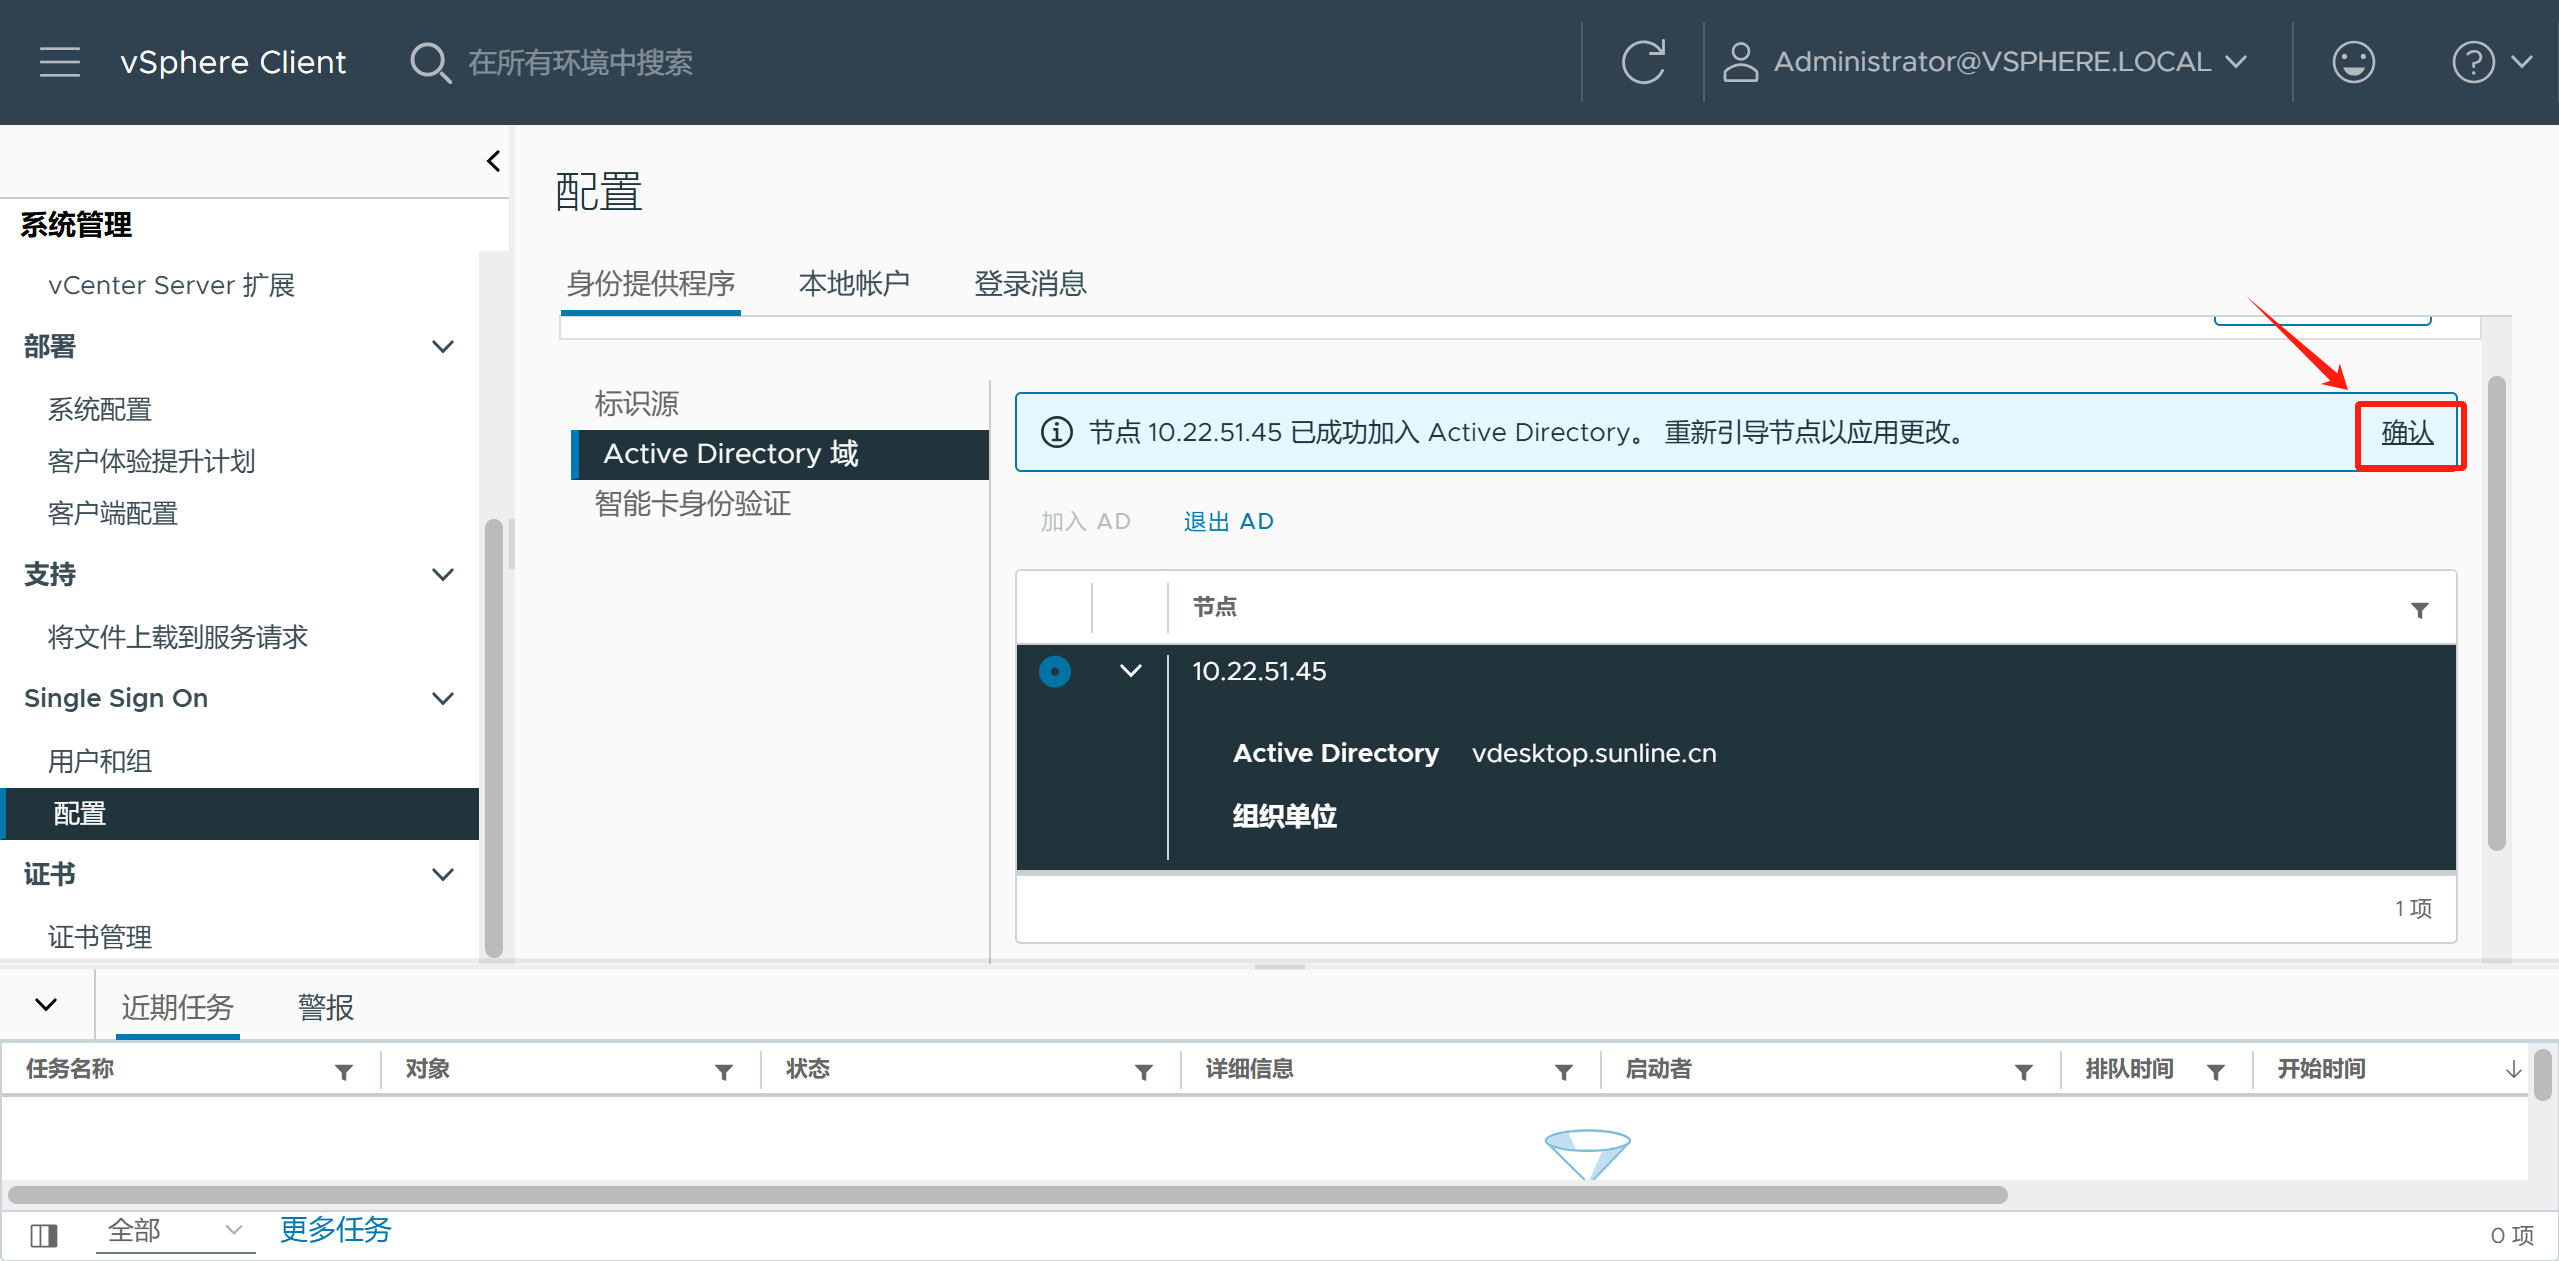 vSphere Client
在所有环境中搜索
Administrator@VSPHERE.LOCAL
系统管理
vCenter Server 扩展
部署
系统配置
客户体验提升计划
客户端配置
支持
将文件上载到服务请求
Single Sign On
用户和组
配置
证书
证书管理
配置
身份提供程序 本地帐户 登录消息
标识源
Active Directory 域
智能卡身份验证
节点 10.22.51.45 已成功加入 Active Directory。 重新引导节点以应用更改。 确认
加入 AD 退出 AD
节点
10.22.51.45
Active Directory vdesktop.sunline.cn
组织单位
1 项
近期任务 警报
任务名称 对象 状态 详细信息 启动者 排队时间 开始时间
全部 更多任务 0 项